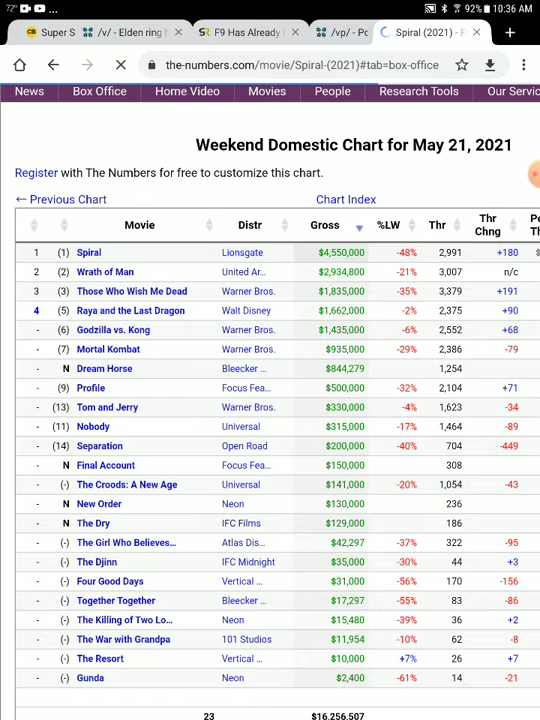 72° 92% 10:36 AM
CB Super S /v/ - Elden ring h × SR F9 Has Already × /vp/ - Po Spiral (2021) - F × +
the-numbers.com/movie/Spiral-(2021)#tab=box-office
News Box Office Home Video Movies People Research Tools Our Servic
Weekend Domestic Chart for May 21, 2021
Register with The Numbers for free to customize this chart.
← Previous Chart Chart Index
Movie Distr Gross %LW Thr Thr Chng Pe Th
1 (1) Spiral Lionsgate $4,550,000 -48% 2,991 +180 $
2 (2) Wrath of Man United Ar... $2,934,800 -21% 3,007 n/c
3 (3) Those Who Wish Me Dead Warner Bros. $1,835,000 -35% 3,379 +191
4 (5) Raya and the Last Dragon Walt Disney $1,662,000 -2% 2,375 +90
- (6) Godzilla vs. Kong Warner Bros. $1,435,000 -6% 2,552 +68
- (7) Mortal Kombat Warner Bros. $935,000 -29% 2,386 -79
- N Dream Horse Bleecker ... $844,279 1,254
- (9) Profile Focus Fea... $500,000 -32% 2,104 +71
- (13) Tom and Jerry Warner Bros. $330,000 -4% 1,623 -34
- (11) Nobody Universal $315,000 -17% 1,464 -89
- (14) Separation Open Road $200,000 -40% 704 -449
- N Final Account Focus Fea... $150,000 308
- (-) The Croods: A New Age Universal $141,000 -20% 1,054 -43
- N New Order Neon $130,000 236
- N The Dry IFC Films $129,000 186
- (-) The Girl Who Believes... Atlas Dis... $42,297 -37% 322 -95
- (-) The Djinn IFC Midnight $35,000 -30% 44 +3
- (-) Four Good Days Vertical ... $31,000 -56% 170 -156
- (-) Together Together Bleecker ... $17,297 -55% 83 -86
- (-) The Killing of Two Lo... Neon $15,480 -39% 36 +2
- (-) The War with Grandpa 101 Studios $11,954 -10% 62 -8
- (-) The Resort Vertical ... $10,000 +7% 26 +7
- (-) Gunda Neon $2,400 -61% 14 -21
23 $16,256,507